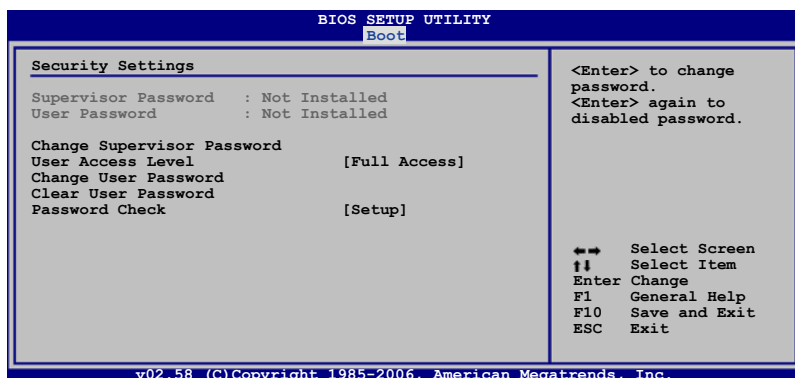 BIOS SETUP UTILITY
Boot
Security Settings
Supervisor Password : Not Installed
User Password : Not Installed
Change Supervisor Password
User Access Level [Full Access]
Change User Password
Clear User Password
Password Check [Setup]
<Enter> to change
password.
<Enter> again to
disabled password.
←→ Select Screen
↑↓ Select Item
Enter Change
F1 General Help
F10 Save and Exit
ESC Exit
v02.58 (C)Copyright 1985-2006, American Megatrends, Inc.